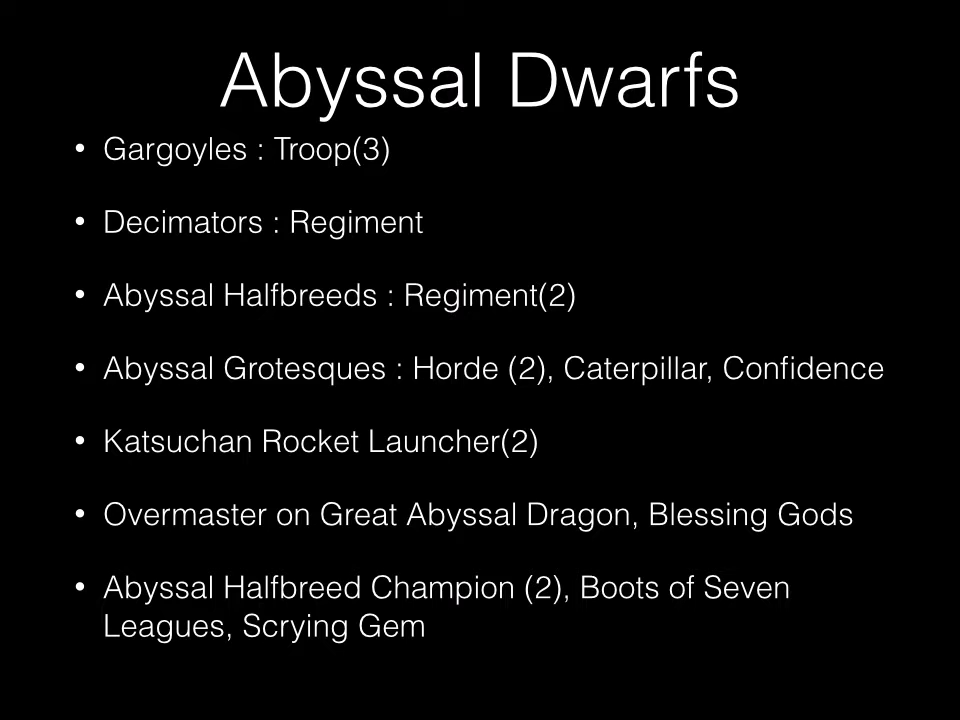 Abyssal Dwarfs
• Gargoyles : Troop(3)
• Decimators : Regiment
• Abyssal Halfbreeds : Regiment(2)
• Abyssal Grotesques : Horde (2), Caterpillar, Confidence
• Katsuchan Rocket Launcher(2)
• Overmaster on Great Abyssal Dragon, Blessing Gods
• Abyssal Halfbreed Champion (2), Boots of Seven
Leagues, Scrying Gem